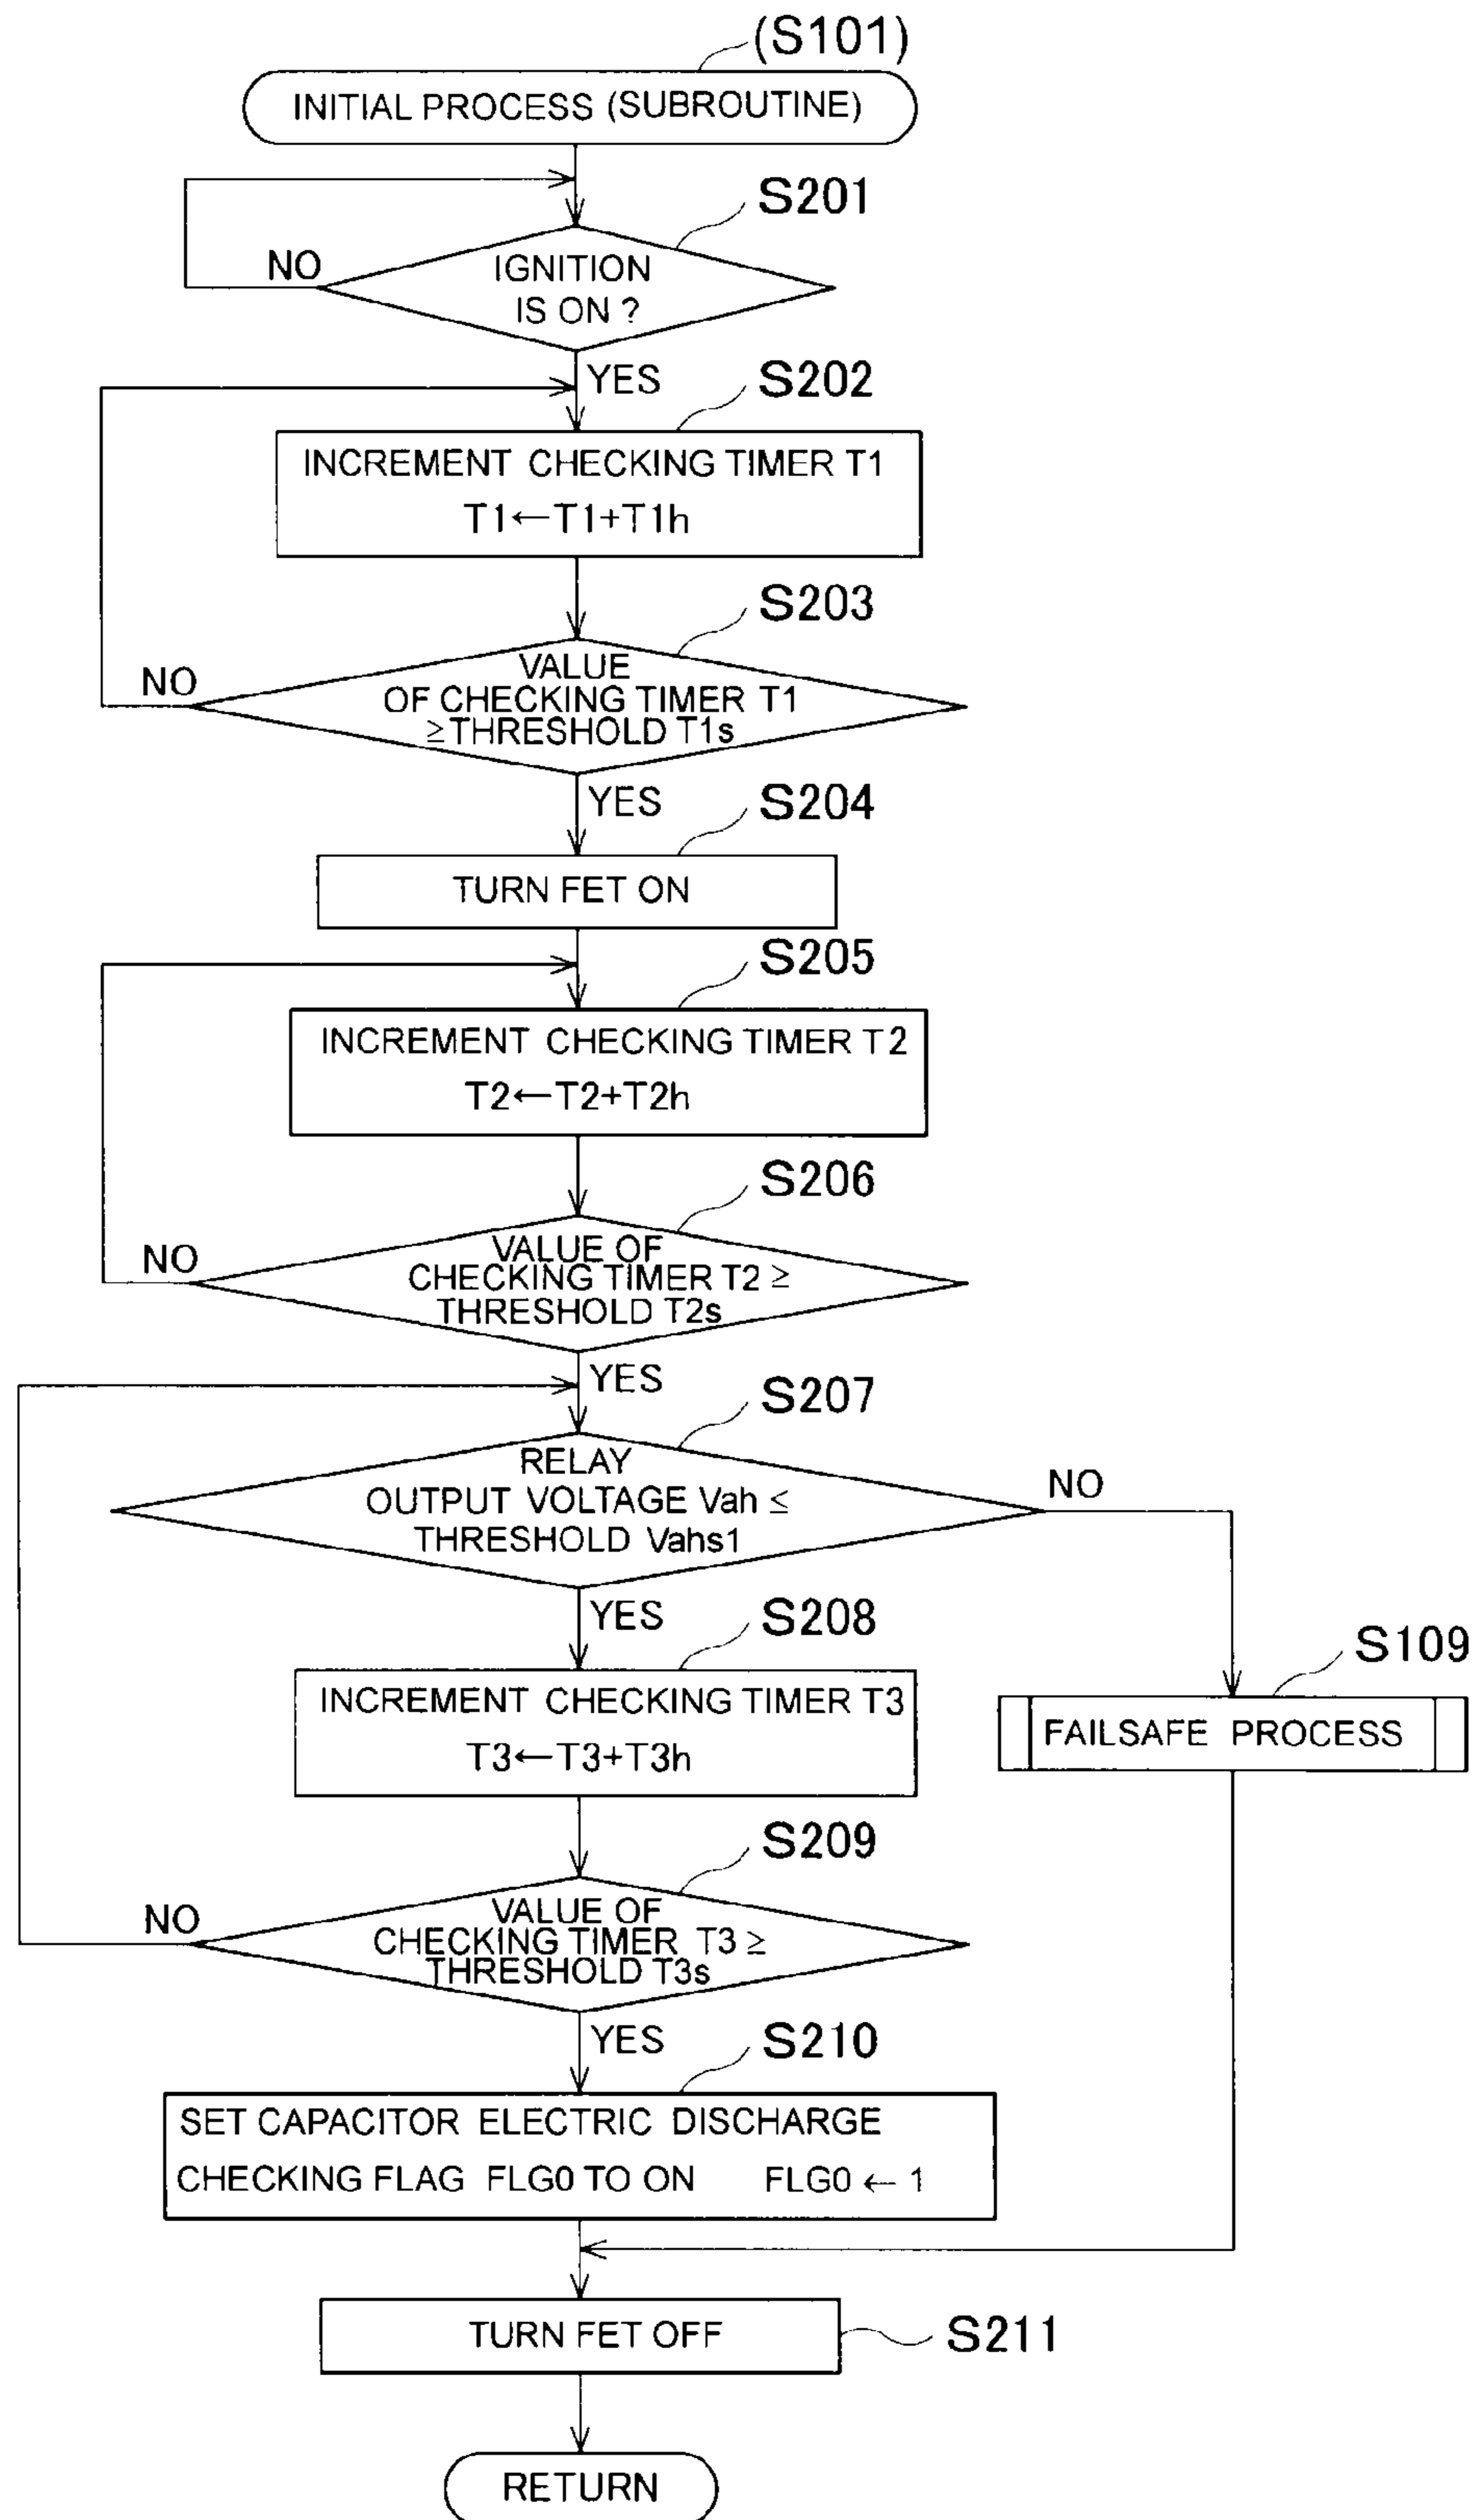 (S101)
INITIAL PROCESS (SUBROUTINE)
S201
NO
IGNITION
IS ON ?
YES
S202
INCREMENT CHECKING TIMER T1
T1←T1+T1h
S203
NO
VALUE
OF CHECKING TIMER T1
≥THRESHOLD T1s
YES
S204
TURN FET ON
S205
INCREMENT CHECKING TIMER T2
T2←T2+T2h
S206
NO
VALUE OF
CHECKING TIMER T2 ≥
THRESHOLD T2s
YES
S207
RELAY
OUTPUT VOLTAGE Vah ≤
THRESHOLD Vahs1
NO
YES
S208
INCREMENT CHECKING TIMER T3
T3←T3+T3h
S109
FAILSAFE PROCESS
S209
NO
VALUE OF
CHECKING TIMER T3 ≥
THRESHOLD T3s
YES
S210
SET CAPACITOR ELECTRIC DISCHARGE
CHECKING FLAG FLG0 TO ON FLG0 ← 1
TURN FET OFF
S211
RETURN